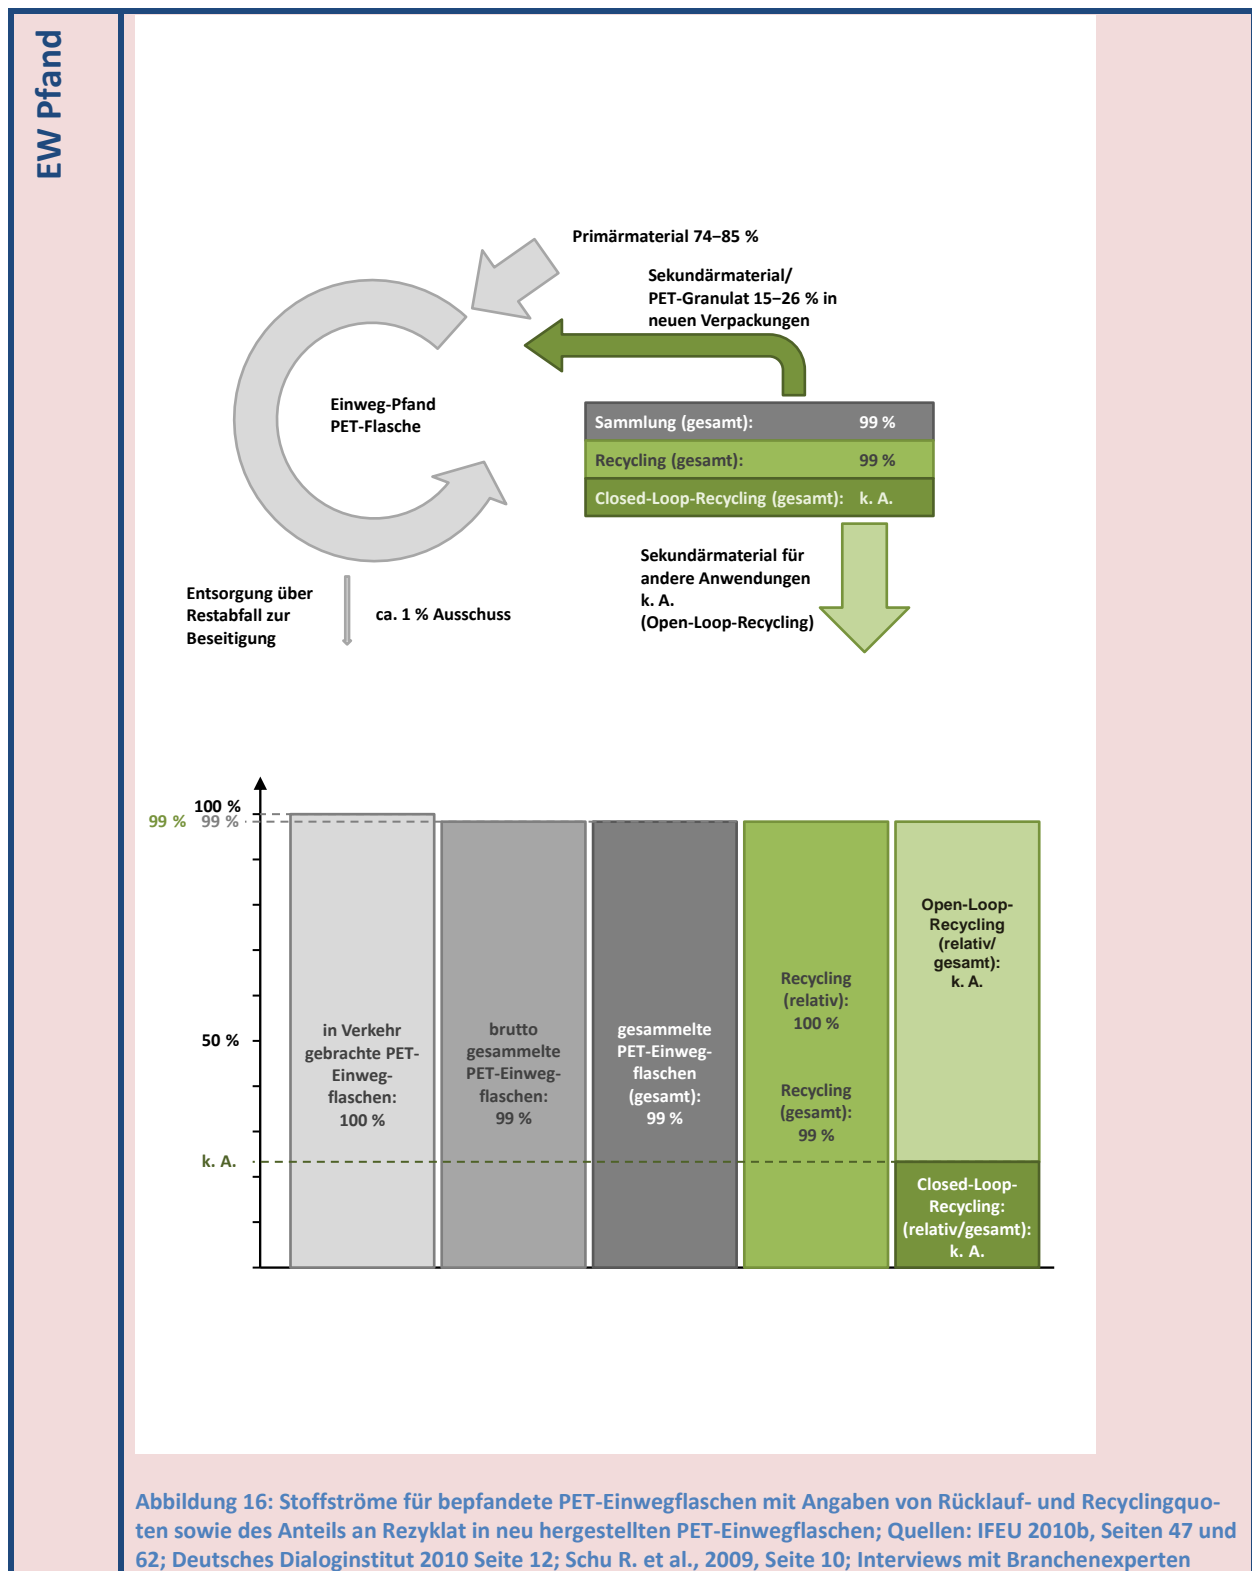 EW Pfand
Primärmaterial 74–85 %
Sekundärmaterial/
PET-Granulat 15–26 % in
neuen Verpackungen
Einweg-Pfand
PET-Flasche
Sammlung (gesamt): 99 %
Recycling (gesamt): 99 %
Closed-Loop-Recycling (gesamt): k. A.
Sekundärmaterial für
andere Anwendungen
k. A.
(Open-Loop-Recycling)
Entsorgung über
Restabfall zur
Beseitigung
ca. 1 % Ausschuss
100 %
99 % 99 %
50 %
k. A.
in Verkehr
gebrachte PET-
Einweg-
flaschen:
100 %
brutto
gesammelte
PET-Einweg-
flaschen:
99 %
gesammelte
PET-Einweg-
flaschen
(gesamt):
99 %
Recycling
(relativ):
100 %
Recycling
(gesamt):
99 %
Open-Loop-
Recycling
(relativ/
gesamt):
k. A.
Closed-Loop-
Recycling:
(relativ/gesamt):
k. A.
Abbildung 16: Stoffströme für bepfandete PET-Einwegflaschen mit Angaben von Rücklauf- und Recyclingquo-
ten sowie des Anteils an Rezyklat in neu hergestellten PET-Einwegflaschen; Quellen: IFEU 2010b, Seiten 47 und
62; Deutsches Dialoginstitut 2010 Seite 12; Schu R. et al., 2009, Seite 10; Interviews mit Branchenexperten